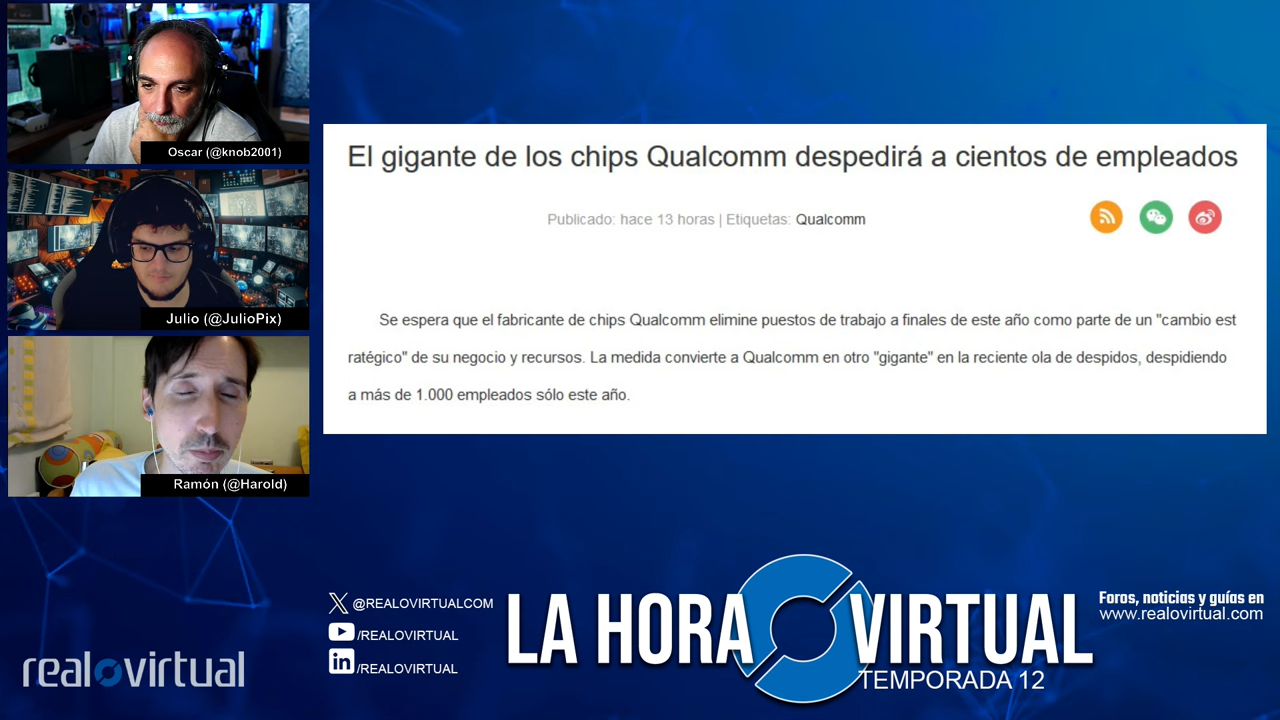 Oscar (@knob2001)
Julio (@JulioPix)
Ramón (@Harold)
El gigante de los chips Qualcomm despedirá a cientos de empleados
Publicado: hace 13 horas | Etiquetas: Qualcomm
Se espera que el fabricante de chips Qualcomm elimine puestos de trabajo a finales de este año como parte de un "cambio est
ratégico" de su negocio y recursos. La medida convierte a Qualcomm en otro "gigante" en la reciente ola de despidos, despidiendo
a más de 1.000 empleados sólo este año.
realovirtual
@REALOVIRTUALCOM
/REALOVIRTUAL
/REALOVIRTUAL
LA HORA VIRTUAL
TEMPORADA 12
Foros, noticias y guías en
www.realovirtual.com